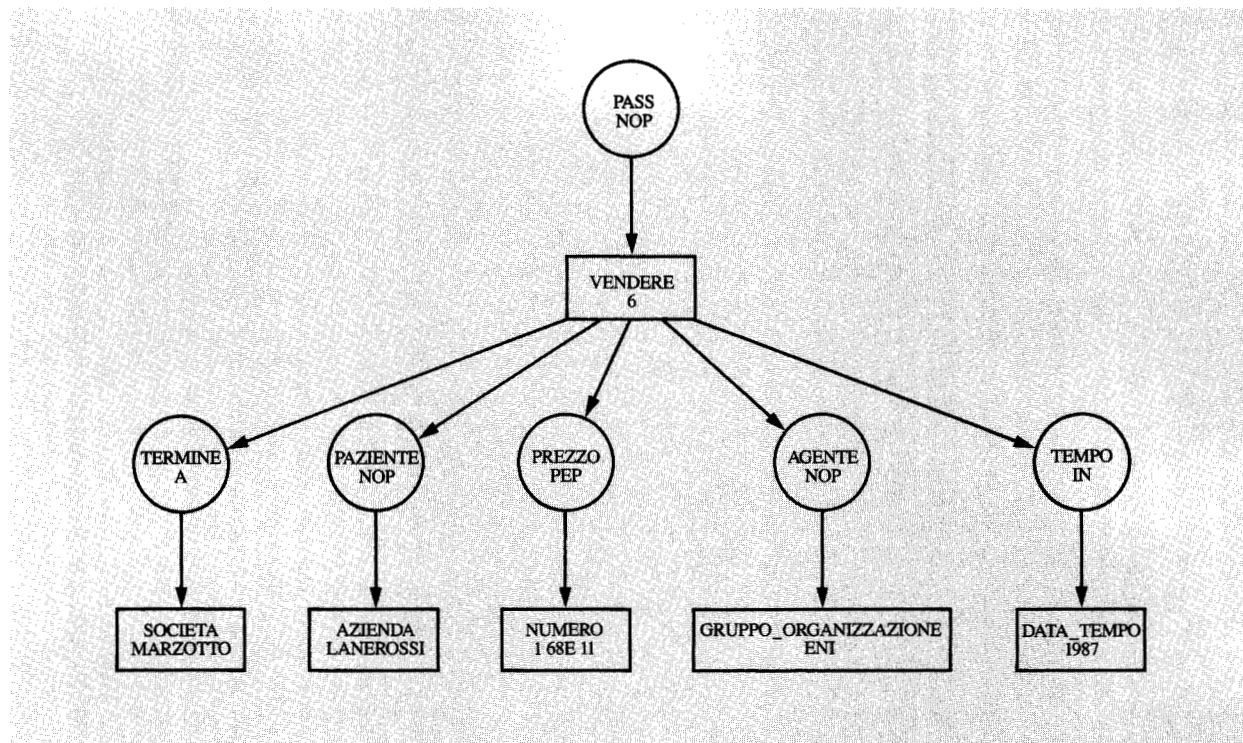 PASS
NOP
VENDERE
6
TERMINE
A
PAZIENTE
NOP
PREZZO
PEP
AGENTE
NOP
TEMPO
IN
SOCIETA
MARZOTTO
AZIENDA
LANEROSSI
NUMERO
1 68E 11
GRUPPO_ORGANIZZAZIONE
ENI
DATA_TEMPO
1987